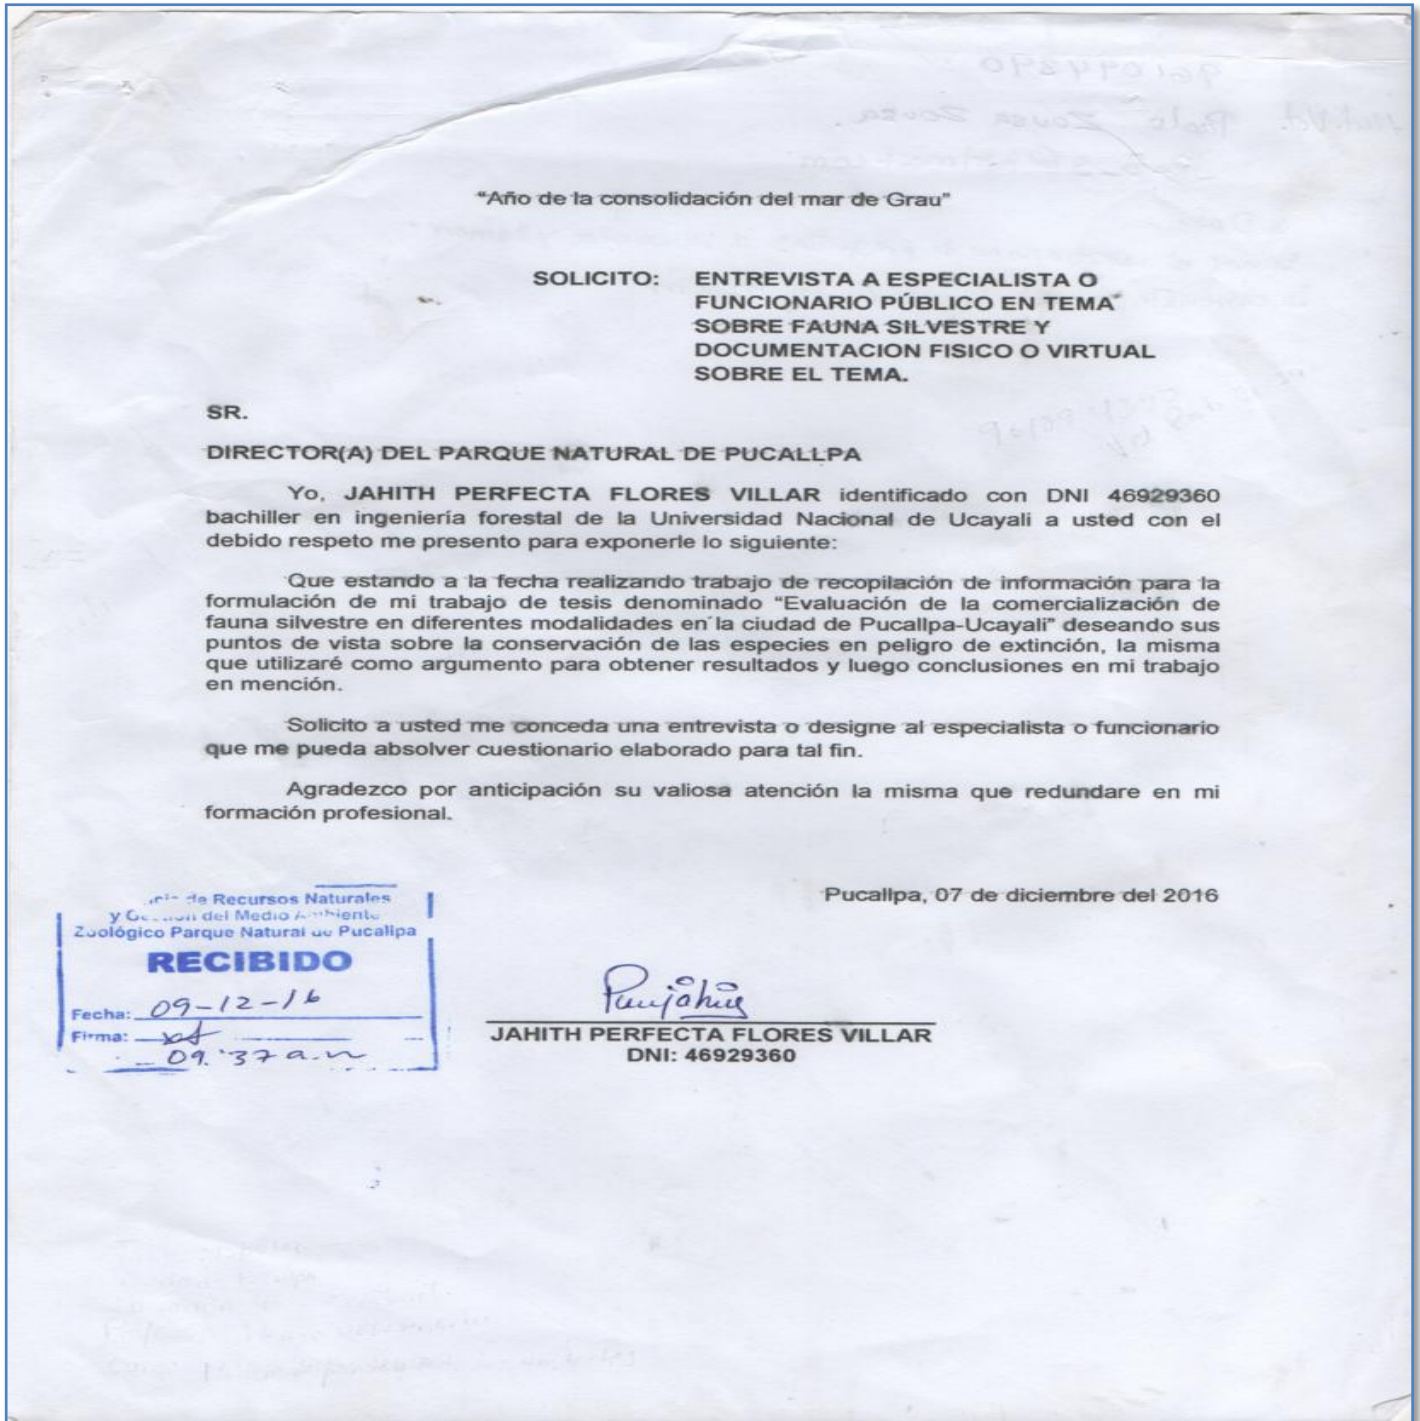 "Año de la consolidación del mar de Grau"
SOLICITO: ENTREVISTA A ESPECIALISTA O
FUNCIONARIO PÚBLICO EN TEMA
SOBRE FAUNA SILVESTRE Y
DOCUMENTACION FISICO O VIRTUAL
SOBRE EL TEMA.
SR.
DIRECTOR(A) DEL PARQUE NATURAL DE PUCALLPA
Yo, JAHITH PERFECTA FLORES VILLAR identificado con DNI 46929360
bachiller en ingeniería forestal de la Universidad Nacional de Ucayali a usted con el
debido respeto me presento para exponerle lo siguiente:
Que estando a la fecha realizando trabajo de recopilación de información para la
formulación de mi trabajo de tesis denominado "Evaluación de la comercialización de
fauna silvestre en diferentes modalidades en la ciudad de Pucallpa-Ucayali" deseando sus
puntos de vista sobre la conservación de las especies en peligro de extinción, la misma
que utilizaré como argumento para obtener resultados y luego conclusiones en mi trabajo
en mención.
Solicito a usted me conceda una entrevista o designe al especialista o funcionario
que me pueda absolver cuestionario elaborado para tal fin.
Agradezco por anticipación su valiosa atención la misma que redundare en mi
formación profesional.
Pucallpa, 07 de diciembre del 2016
de Recursos Naturales
y Gestión del Medio Ambiente
Zoológico Parque Natural de Pucallpa
RECIBIDO
Fecha: 09-12-16
Firma:
09:37 a.m
JAHITH PERFECTA FLORES VILLAR
DNI: 46929360